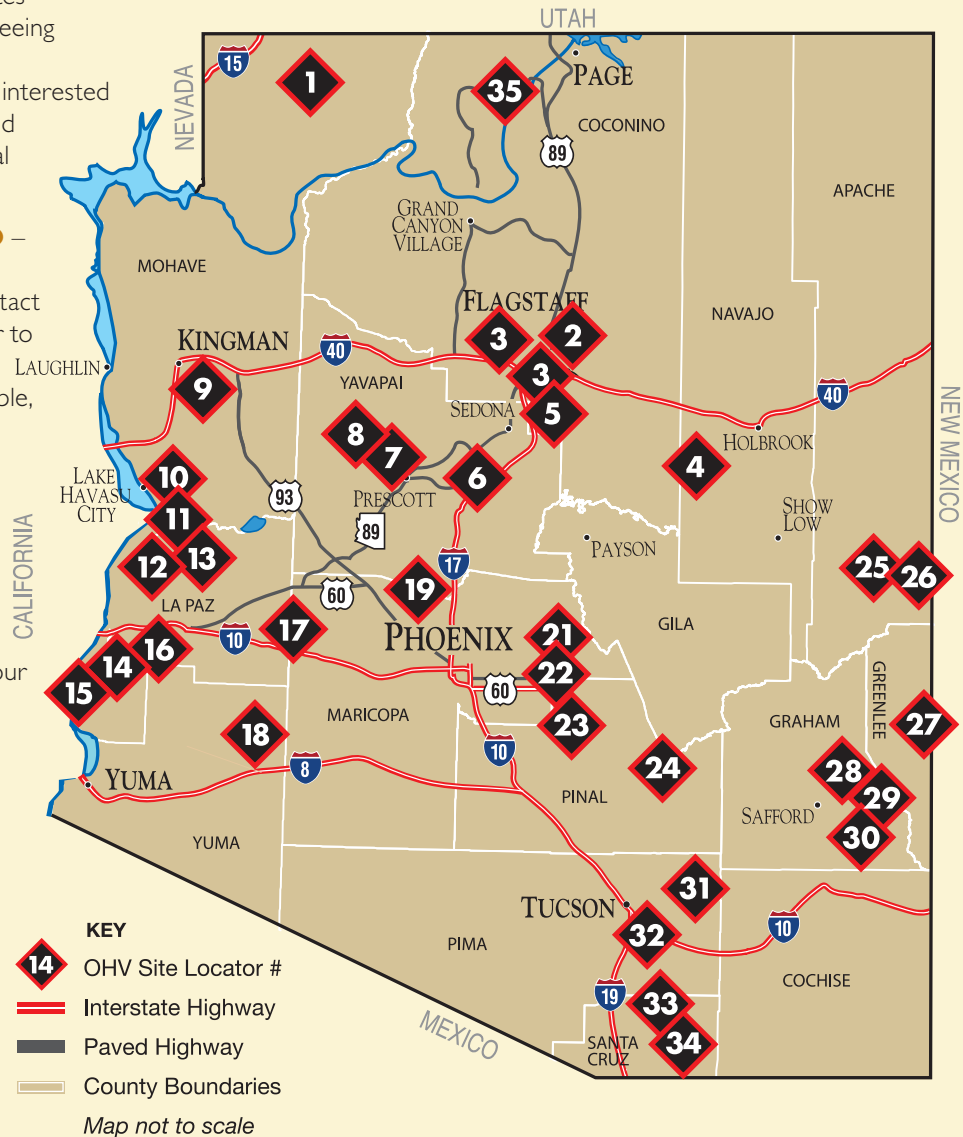 tes
eeing
interested
d
al
–
tact
r to
ble,
our
UTAH
NEVADA
CALIFORNIA
NEW MEXICO
MEXICO
15
1
35
PAGE
COCONINO
89
APACHE
GRAND
CANYON
VILLAGE
MOHAVE
FLAGSTAFF
NAVAJO
3
2
KINGMAN
40
3
LAUGHLIN
9
YAVAPAI
40
SEDONA
5
8
7
HOLBROOK
4
6
10
LAKE
HAVASU
CITY
93
PRESCOTT
SHOW
LOW
11
89
PAYSON
12
13
17
25
26
60
19
LA PAZ
GILA
17
PHOENIX
21
10
16
14
22
15
60
GREENLEE
MARICOPA
23
GRAHAM
27
18
10
8
24
28
YUMA
PINAL
29
SAFFORD
30
YUMA
31
TUCSON
32
10
PIMA
COCHISE
19
33
SANTA
CRUZ
34
KEY
14 OHV Site Locator #
Interstate Highway
Paved Highway
County Boundaries
Map not to scale